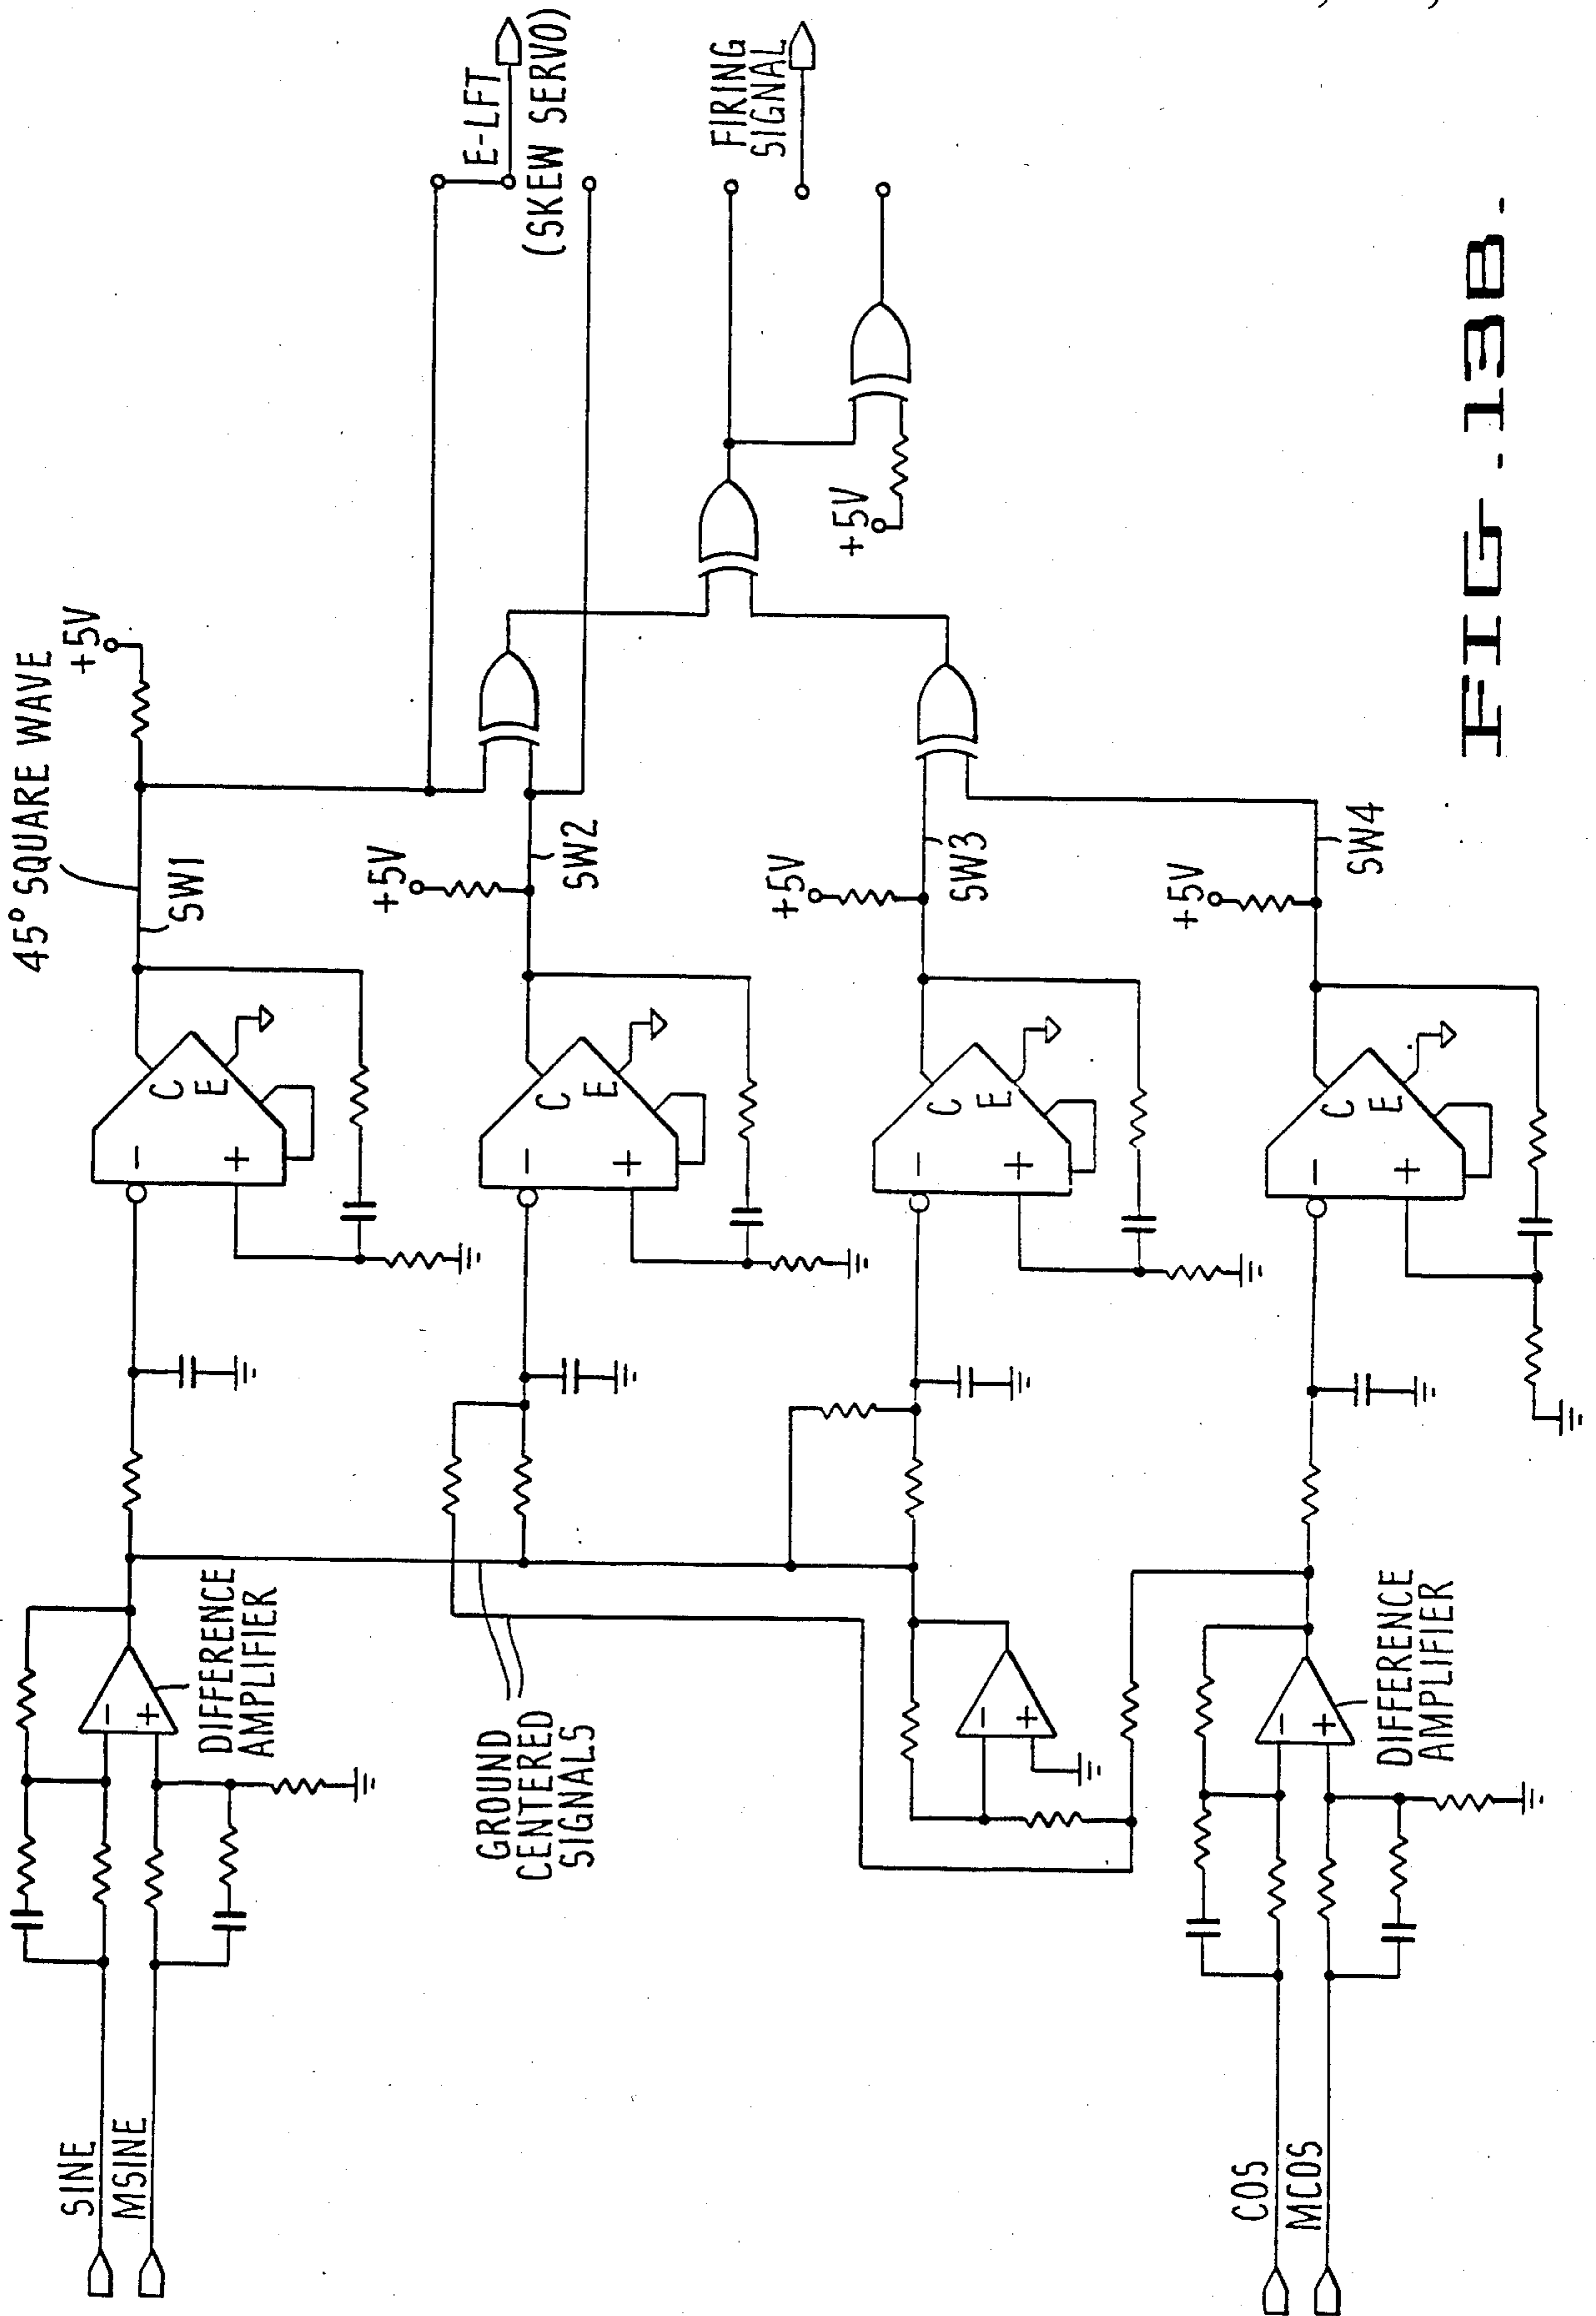 SINE
MSINE
DIFFERENCE
AMPLIFIER
-
+
GROUND
CENTERED
SIGNALS
-
+
COS
MCOS
DIFFERENCE
AMPLIFIER
-
+
45° SQUARE WAVE
SW1
+5V
-
+
C
E
+5V
SW2
-
+
C
E
+5V
SW3
-
+
C
E
+5V
SW4
-
+
C
E
+5V
E-LFT
(SKEW SERVO)
FIRING
SIGNAL
FIG.-13B.